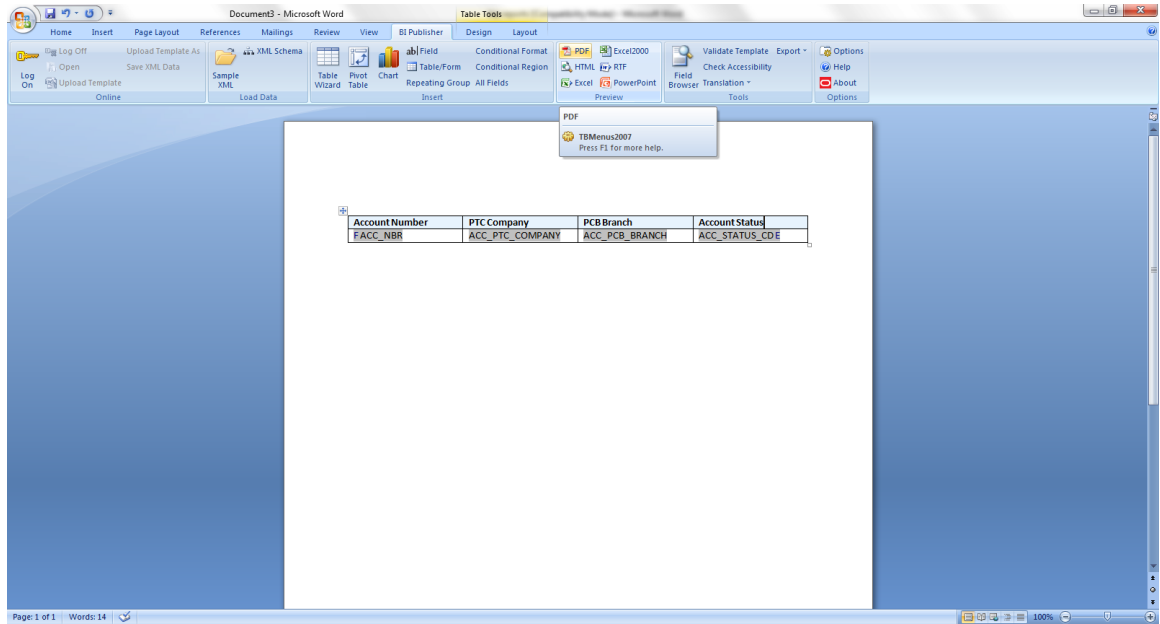 Document3 - Microsoft Word Table Tools
Home Insert Page Layout References Mailings Review View BI Publisher Design Layout
Log Off Upload Template As XML Schema ab Field Conditional Format PDF Excel2000 Validate Template Export Options
Open Save XML Data Table/Form Conditional Region HTML RTF Check Accessibility Help
Log On Upload Template Sample XML Table Wizard Pivot Table Chart Repeating Group All Fields Excel PowerPoint Field Browser Translation About
Online Load Data Insert Preview Tools Options
PDF
TBMenus2007
Press F1 for more help.
Account Number PTC Company PCB Branch Account Status
F ACC_NBR ACC_PTC_COMPANY ACC_PCB_BRANCH ACC_STATUS_CD E
Page: 1 of 1 Words: 14 100%